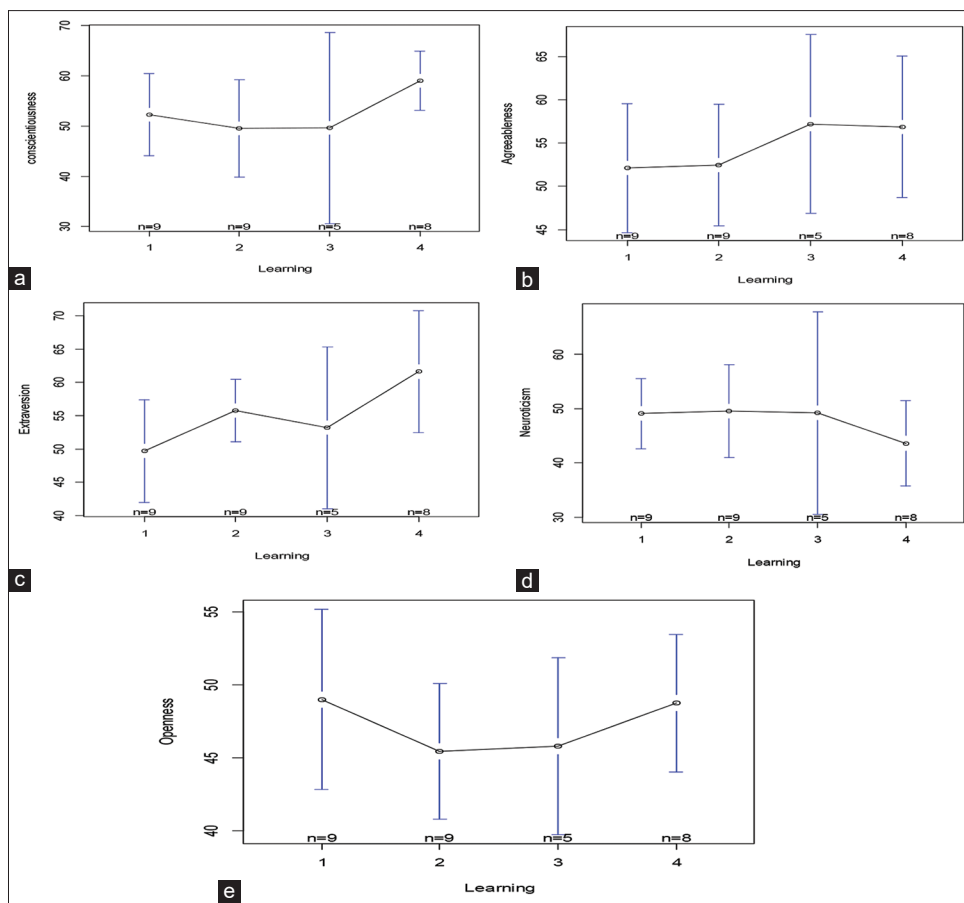 conscientiousness
70
60
50
40
30
n=9 n=9 n=5 n=8
1 2 3 4
Learning
a
Agreeableness
65
60
55
50
45
n=9 n=9 n=5 n=8
1 2 3 4
Learning
b
Extraversion
70
65
60
55
50
45
40
n=9 n=9 n=5 n=8
1 2 3 4
Learning
c
Neuroticism
60
50
40
30
n=9 n=9 n=5 n=8
1 2 3 4
Learning
d
Openness
55
50
45
40
n=9 n=9 n=5 n=8
1 2 3 4
Learning
e